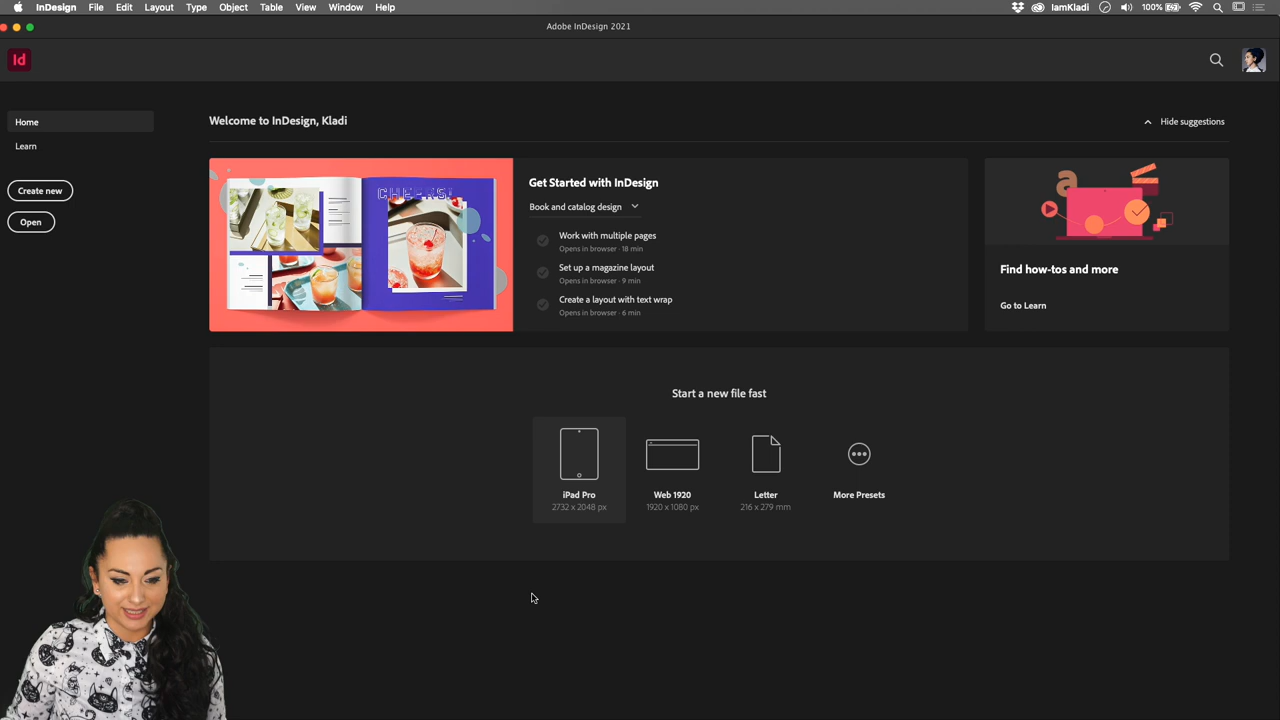 InDesign File Edit Layout Type Object Table View Window Help
IamKladi 100%
Adobe InDesign 2021
Id
Home
Learn
Create new
Open
Welcome to InDesign, Kladi
Hide suggestions
CHEERS!
Get Started with InDesign
Book and catalog design
Work with multiple pages
Opens in browser · 18 min
Set up a magazine layout
Opens in browser · 9 min
Create a layout with text wrap
Opens in browser · 6 min
a
Find how-tos and more
Go to Learn
Start a new file fast
iPad Pro
2732 x 2048 px
Web 1920
1920 x 1080 px
Letter
216 x 279 mm
More Presets